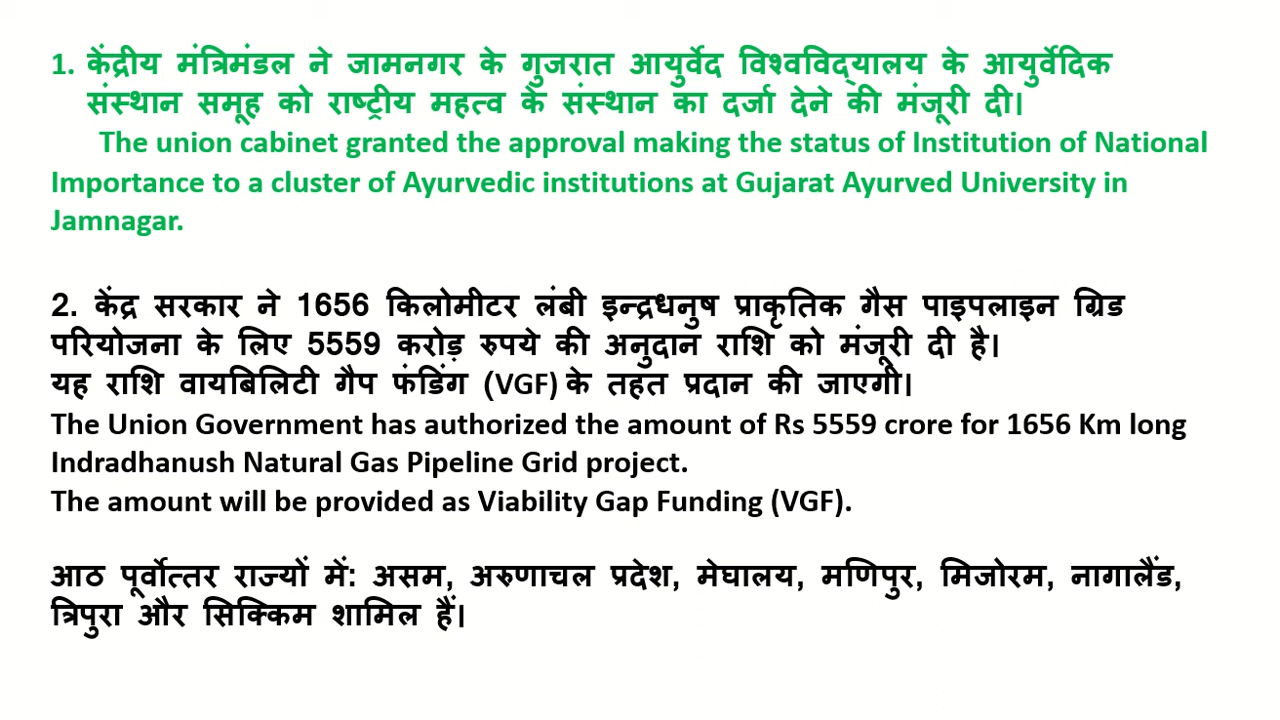 1. केंद्रीय मंत्रिमंडल ने जामनगर के गुजरात आयुर्वेद विश्वविद्यालय के आयुर्वेदिक
संस्थान समूह को राष्ट्रीय महत्व के संस्थान का दर्जा देने की मंजूरी दी।
The union cabinet granted the approval making the status of Institution of National
Importance to a cluster of Ayurvedic institutions at Gujarat Ayurved University in
Jamnagar.
2. केंद्र सरकार ने 1656 किलोमीटर लंबी इन्द्रधनुष प्राकृतिक गैस पाइपलाइन ग्रिड
परियोजना के लिए 5559 करोड़ रुपये की अनुदान राशि को मंजूरी दी है।
यह राशि वायबिलिटी गैप फंडिंग (VGF) के तहत प्रदान की जाएगी।
The Union Government has authorized the amount of Rs 5559 crore for 1656 Km long
Indradhanush Natural Gas Pipeline Grid project.
The amount will be provided as Viability Gap Funding (VGF).
आठ पूर्वोत्तर राज्यों में: असम, अरुणाचल प्रदेश, मेघालय, मणिपुर, मिजोरम, नागालैंड,
त्रिपुरा और सिक्किम शामिल हैं।